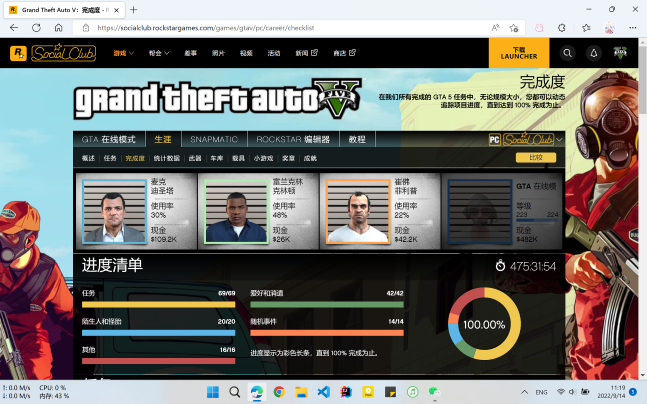 Grand Theft Auto V: 完成度 - R
https://socialclub.rockstargames.com/games/gtav/pc/career/checklist
R Social Club
游戏 帮会 差事 照片 视频 活动 新闻 商店
下载
LAUNCHER
grand theft auto V
FIVE
完成度
在我们所有完成的 GTA 5 任务中，无论规模大小，您都可以动态
追踪项目进度，直到达到 100% 完成为止。
GTA 在线模式 生涯 SNAPMATIC ROCKSTAR 编辑器 教程
PC Social Club
概述 任务 完成度 统计数据 武器 车库 载具 小游戏 奖章 成就
比较
麦克
迪圣塔
使用率
30%
现金
$109.2K
富兰克林
克林顿
使用率
48%
现金
$26K
崔佛
菲利普
使用率
22%
现金
$42.2K
GTA 在线模
等级
223 224
现金
$482K
进度清单
475:31:54
任务 69/69
爱好和消遣 42/42
陌生人和怪胎 20/20
随机事件 14/14
其他 16/16
进度显示为彩色长条，直到 100% 完成为止。
100.00%
: 0.0 M/s CPU: 0 %
: 0.0 M/s 内存: 43 %
ENG
11:19
2022/9/14